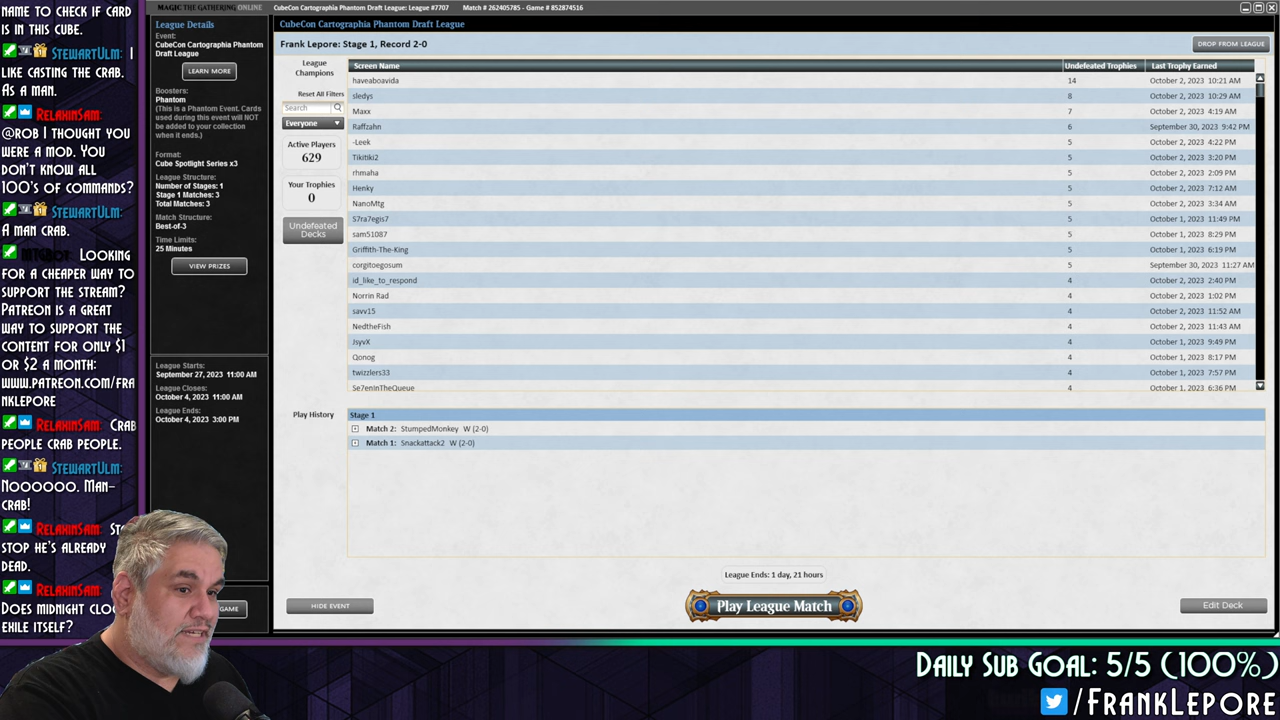 NAME TO CHECK IF CARD
IS IN THIS CUBE.
STEWARTULM: I
LIKE CASTING THE CRAB.
AS A MAN.
RELAXINSAM:
@ROB I THOUGHT YOU
WERE A MOD. YOU
DON'T KNOW ALL
100'S OF COMMANDS?
STEWARTULM:
A MAN CRAB.
LOOKING
FOR A CHEAPER WAY TO
SUPPORT THE STREAM?
PATREON IS A GREAT
WAY TO SUPPORT THE
CONTENT FOR ONLY $1
OR $2 A MONTH:
WWW.PATREON.COM/FRA
NKLEPORE
RELAXINSAM: CRAB
PEOPLE CRAB PEOPLE.
STEWARTULM:
NOOOOOO. MAN-
CRAB!
RELAXINSAM:
STOP HE'S ALREADY
DEAD.
RELAXINSAM:
DOES MIDNIGHT
EXILE ITSELF?
MAGIC THE GATHERING ONLINE
CubeCon Cartographia Phantom Draft League: League #7707
Match # 262405785 - Game # 852874516
League Details
Event:
CubeCon Cartographia Phantom
Draft League
LEARN MORE
Boosters:
Phantom
(This is a Phantom Event. Cards
used during this event will NOT
be added to your collection
when it ends.)
Format:
Cube Spotlight Series x3
League Structure:
Number of Stages: 1
Stage 1 Matches: 3
Total Matches: 3
Match Structure:
Best-of-3
Time Limits:
25 Minutes
VIEW PRIZES
League Starts:
September 27, 2023 11:00 AM
League Closes:
October 4, 2023 11:00 AM
League Ends:
October 4, 2023 3:00 PM
GAME
CubeCon Cartographia Phantom Draft League
Frank Lepore: Stage 1, Record 2-0
DROP FROM LEAGUE
League
Champions
Reset All Filters
Search
Everyone
Active Players
629
Your Trophies
0
Undefeated
Decks
Screen Name Undefeated Trophies Last Trophy Earned
haveaboavida 14 October 2, 2023 10:21 AM
sledys 8 October 2, 2023 10:29 AM
Maxx 7 October 2, 2023 4:19 AM
Raffzahn 6 September 30, 2023 9:42 PM
-Leek 5 October 2, 2023 4:22 PM
Tikitiki2 5 October 2, 2023 3:20 PM
rhmaha 5 October 2, 2023 2:09 PM
Henky 5 October 2, 2023 7:12 AM
NanoMtg 5 October 2, 2023 3:34 AM
S7ra7egis7 5 October 1, 2023 11:49 PM
sam51087 5 October 1, 2023 8:29 PM
Griffith-The-King 5 October 1, 2023 6:19 PM
corgitoegosum 5 September 30, 2023 11:27 AM
id_like_to_respond 4 October 2, 2023 2:40 PM
Norrin Rad 4 October 2, 2023 1:02 PM
savv15 4 October 2, 2023 11:52 AM
NedtheFish 4 October 2, 2023 11:43 AM
JsyvX 4 October 1, 2023 9:49 PM
Qonog 4 October 1, 2023 8:17 PM
twizzlers33 4 October 1, 2023 7:57 PM
Se7enInTheQueue 4 October 1, 2023 6:36 PM
Play History
Stage 1
Match 2: StumpedMonkey W (2-0)
Match 1: Snackattack2 W (2-0)
League Ends: 1 day, 21 hours
HIDE EVENT
Play League Match
Edit Deck
DAILY SUB GOAL: 5/5 (100%)
/FRANKLEPORE